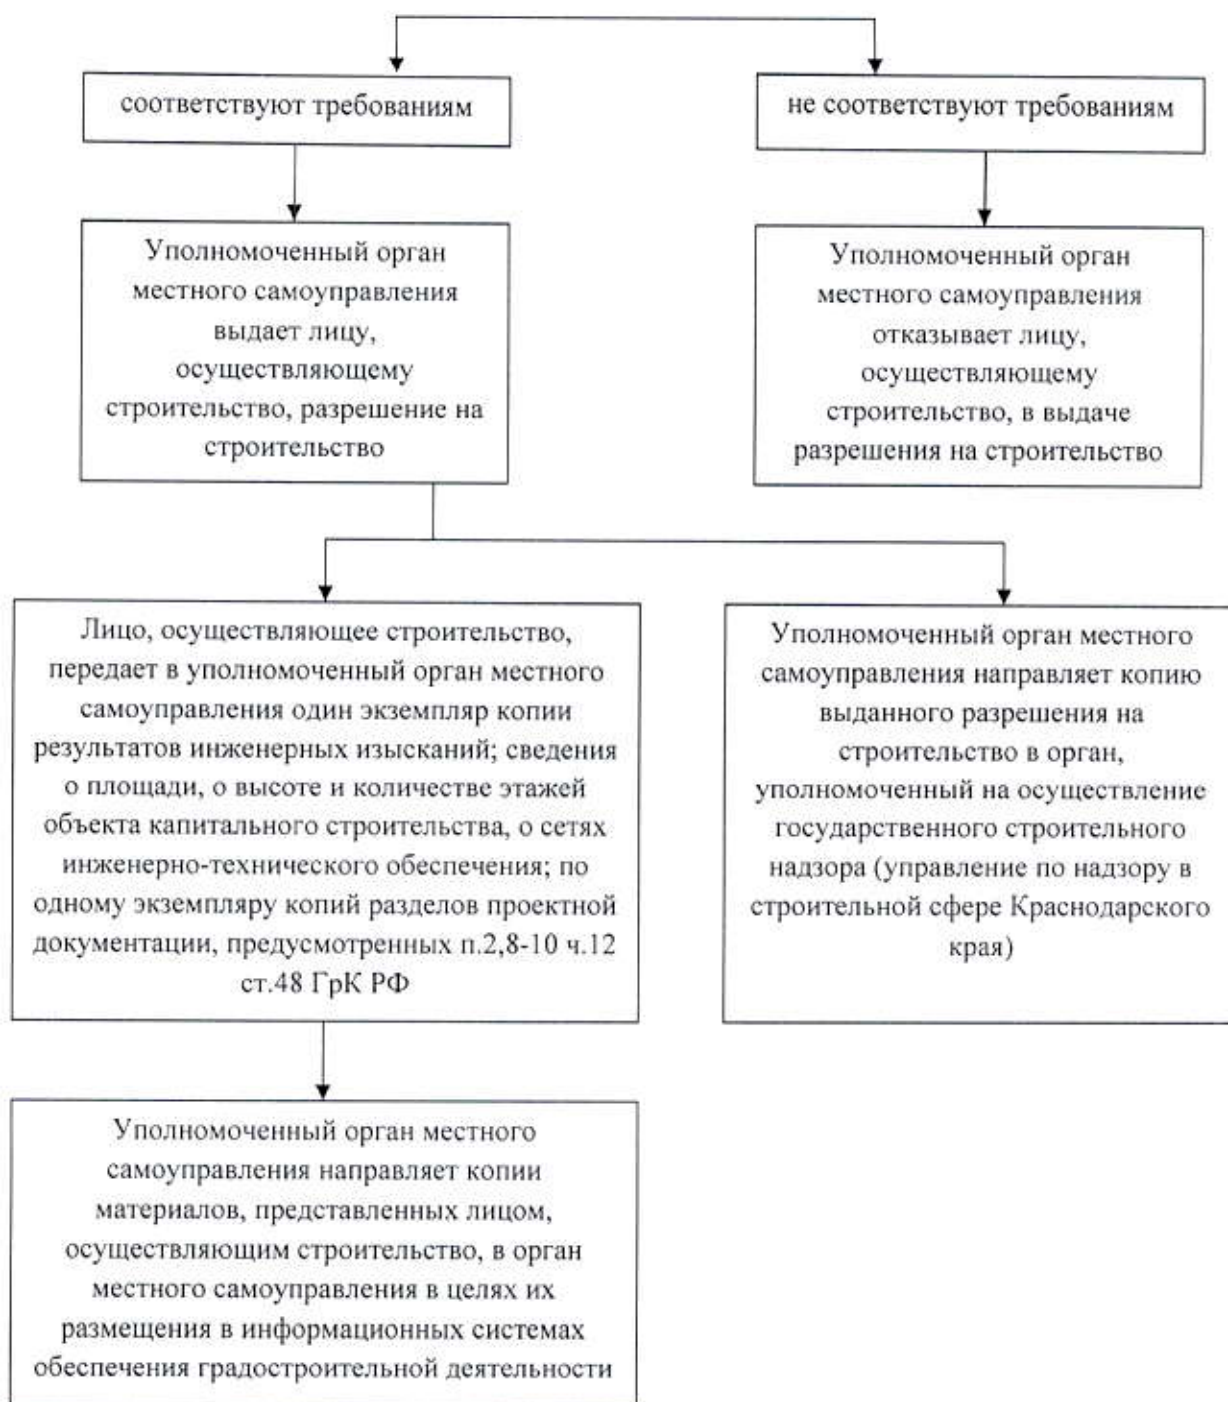 соответствуют требованиям
не соответствуют требованиям
Уполномоченный орган
местного самоуправления
выдает лицу,
осуществляющему
строительство, разрешение на
строительство
Уполномоченный орган
местного самоуправления
отказывает лицу,
осуществляющему
строительство, в выдаче
разрешения на строительство
Лицо, осуществляющее строительство,
передает в уполномоченный орган местного
самоуправления один экземпляр копии
результатов инженерных изысканий; сведения
о площади, о высоте и количестве этажей
объекта капитального строительства, о сетях
инженерно-технического обеспечения; по
одному экземпляру копий разделов проектной
документации, предусмотренных п.2,8-10 ч.12
ст.48 ГрК РФ
Уполномоченный орган местного
самоуправления направляет копию
выданного разрешения на
строительство в орган,
уполномоченный на осуществление
государственного строительного
надзора (управление по надзору в
строительной сфере Краснодарского
края)
Уполномоченный орган местного
самоуправления направляет копии
материалов, представленных лицом,
осуществляющим строительство, в орган
местного самоуправления в целях их
размещения в информационных системах
обеспечения градостроительной деятельности